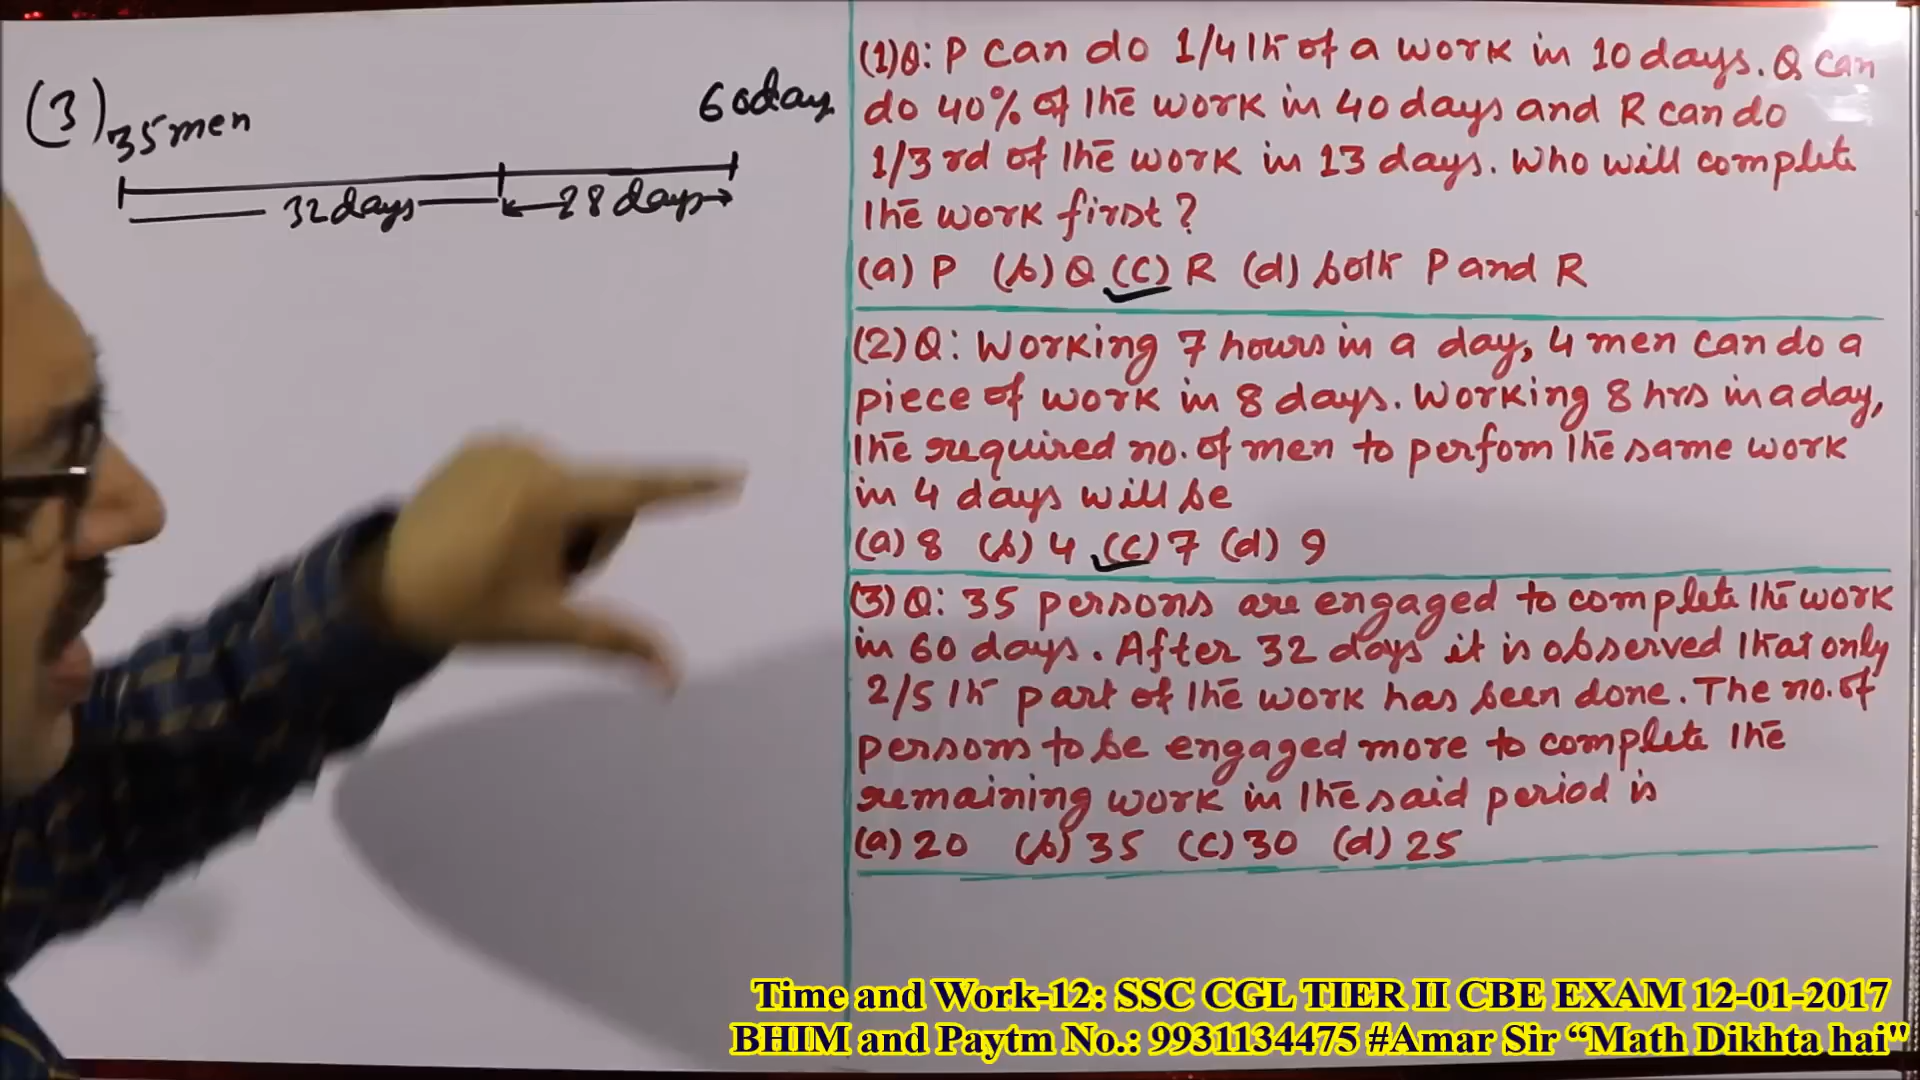 (3)
35 men
60 day
32 days
28 days
(1)Q: P can do 1/4 th of a work in 10 days. Q can
do 40% of the work in 40 days and R can do
1/3 rd of the work in 13 days. Who will complete
the work first?
(a) P (b) Q (C) R (d) both P and R
(2) Q: Working 7 hours in a day, 4 men can do a
piece of work in 8 days. Working 8 hrs in a day,
the required no. of men to perfom the same work
in 4 days will be
(a) 8 (b) 4 (C) 7 (d) 9
(3) Q: 35 persons are engaged to complete the work
in 60 days. After 32 days it is observed that only
2/5 th part of the work has been done. The no. of
persons to be engaged more to complete the
remaining work in the said period is
(a) 20 (b) 35 (C) 30 (d) 25
Time and Work-12: SSC CGL TIER II CBE EXAM 12-01-2017
BHIM and Paytm No.: 9931134475 #Amar Sir “Math Dikhta hai"